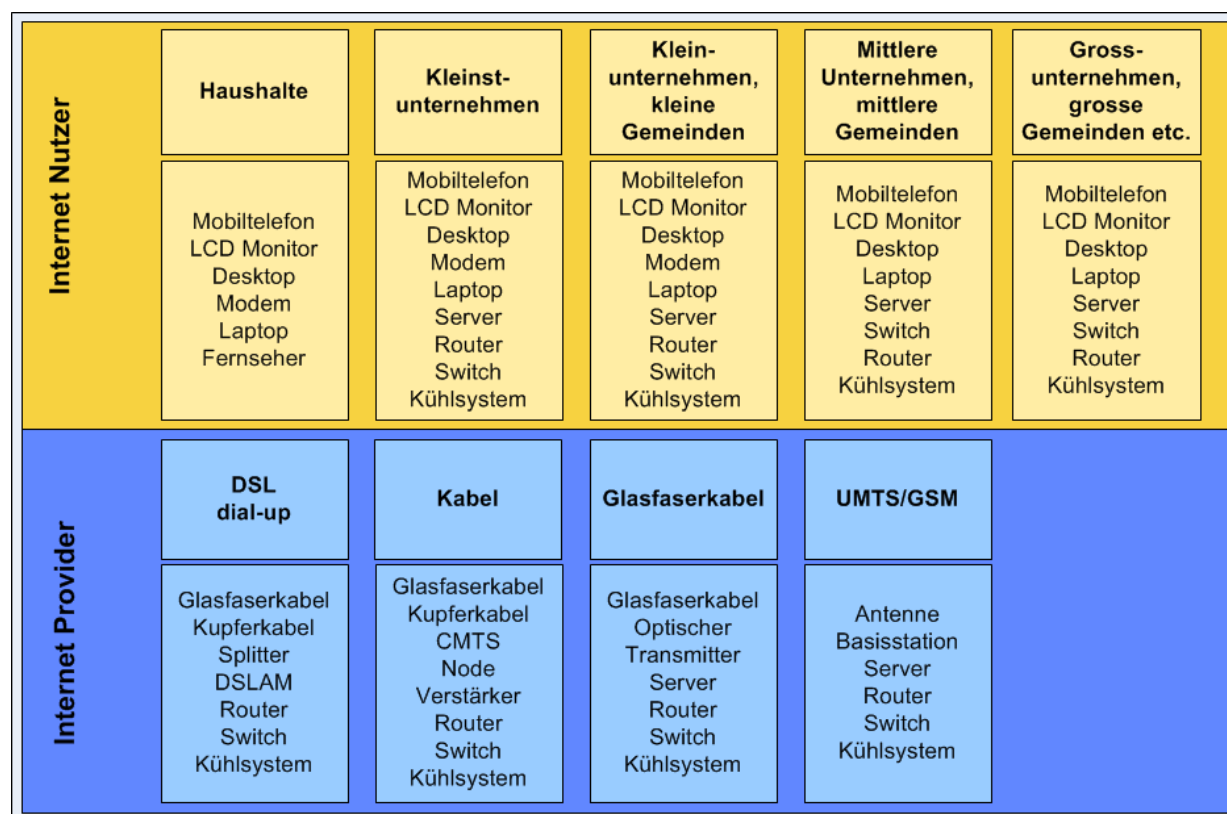 Internet Nutzer
Haushalte
Kleinst-
unternehmen
Klein-
unternehmen,
kleine
Gemeinden
Mittlere
Unternehmen,
mittlere
Gemeinden
Gross-
unternehmen,
grosse
Gemeinden etc.
Mobiltelefon
LCD Monitor
Desktop
Modem
Laptop
Fernseher
Mobiltelefon
LCD Monitor
Desktop
Modem
Laptop
Server
Router
Switch
Kühlsystem
Mobiltelefon
LCD Monitor
Desktop
Modem
Laptop
Server
Router
Switch
Kühlsystem
Mobiltelefon
LCD Monitor
Desktop
Laptop
Server
Switch
Router
Kühlsystem
Mobiltelefon
LCD Monitor
Desktop
Laptop
Server
Switch
Router
Kühlsystem
Internet Provider
DSL
dial-up
Kabel
Glasfaserkabel
UMTS/GSM
Glasfaserkabel
Kupferkabel
Splitter
DSLAM
Router
Switch
Kühlsystem
Glasfaserkabel
Kupferkabel
CMTS
Node
Verstärker
Router
Switch
Kühlsystem
Glasfaserkabel
Optischer
Transmitter
Server
Router
Switch
Kühlsystem
Antenne
Basisstation
Server
Router
Switch
Kühlsystem